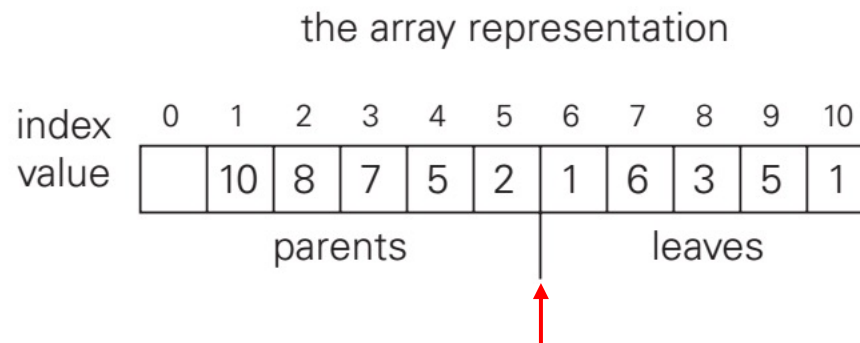 the array representation
index 0 1 2 3 4 5 6 7 8 9 10
value 10 8 7 5 2 1 6 3 5 1
parents leaves